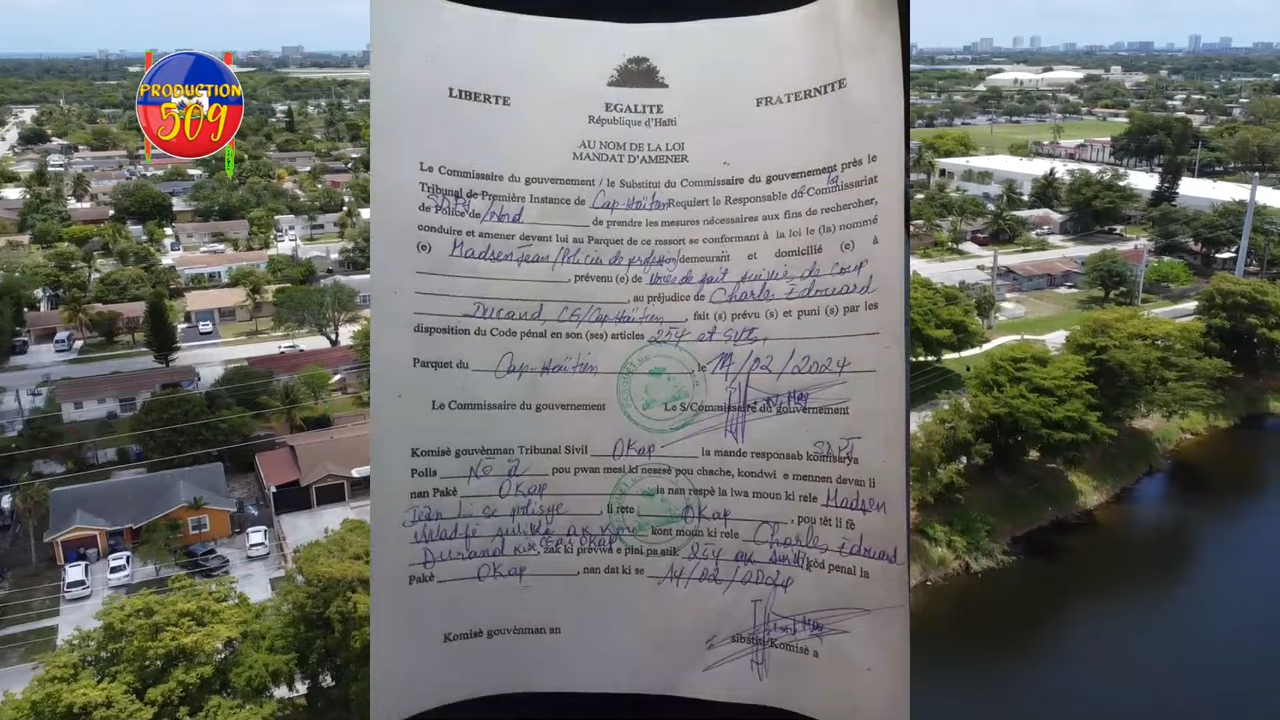 PRODUCTION
509
LIBERTE
EGALITE
FRATERNITE
République d'Haïti
AU NOM DE LA LOI
MANDAT D'AMENER
Le Commissaire du gouvernement / le Substitut du Commissaire du gouvernement près le
Tribunal de Première Instance de Cap-Haïtien Requiert le Responsable de la Commissariat
de Police de SDPJ/Nord de prendre les mesures nécessaires aux fins de rechercher,
conduire et amener devant lui au Parquet de ce ressort se conformant à la loi le (la) nommé
(e) Madsen Jean / demeurant et domicilié (e) à
, prévenu (e) de Voies de fait suivie de coup
, au préjudice de Charles Edouard
Durand, CE/Cap-Haïtien, fait (s) prévu (s) et puni (s) par les
disposition du Code pénal en son (ses) articles 254 et svts,
Parquet du Cap-Haïtien, le 14/02/2024
Le Commissaire du gouvernement Le S/Commissaire du gouvernement
Komisè gouvènman Tribunal Sivil Okap la mande responsab komisarya SDPJ
Polis No 2 pou pwan mesi ki nesesè pou chache, kondwi e mennen devan li
nan Pakè Okap la nan respè la lwa moun ki rele Madsen
Jean li se polisye, li rete Okap, pou têt li fè
kont moun ki rele Charles Edouard
Durand, zak ki prevwa e pini pa atik 254 kòd penal la
Pakè Okap, nan dat ki se 14/02/2024
Komisè gouvènman an
sibstiti/Komisè a